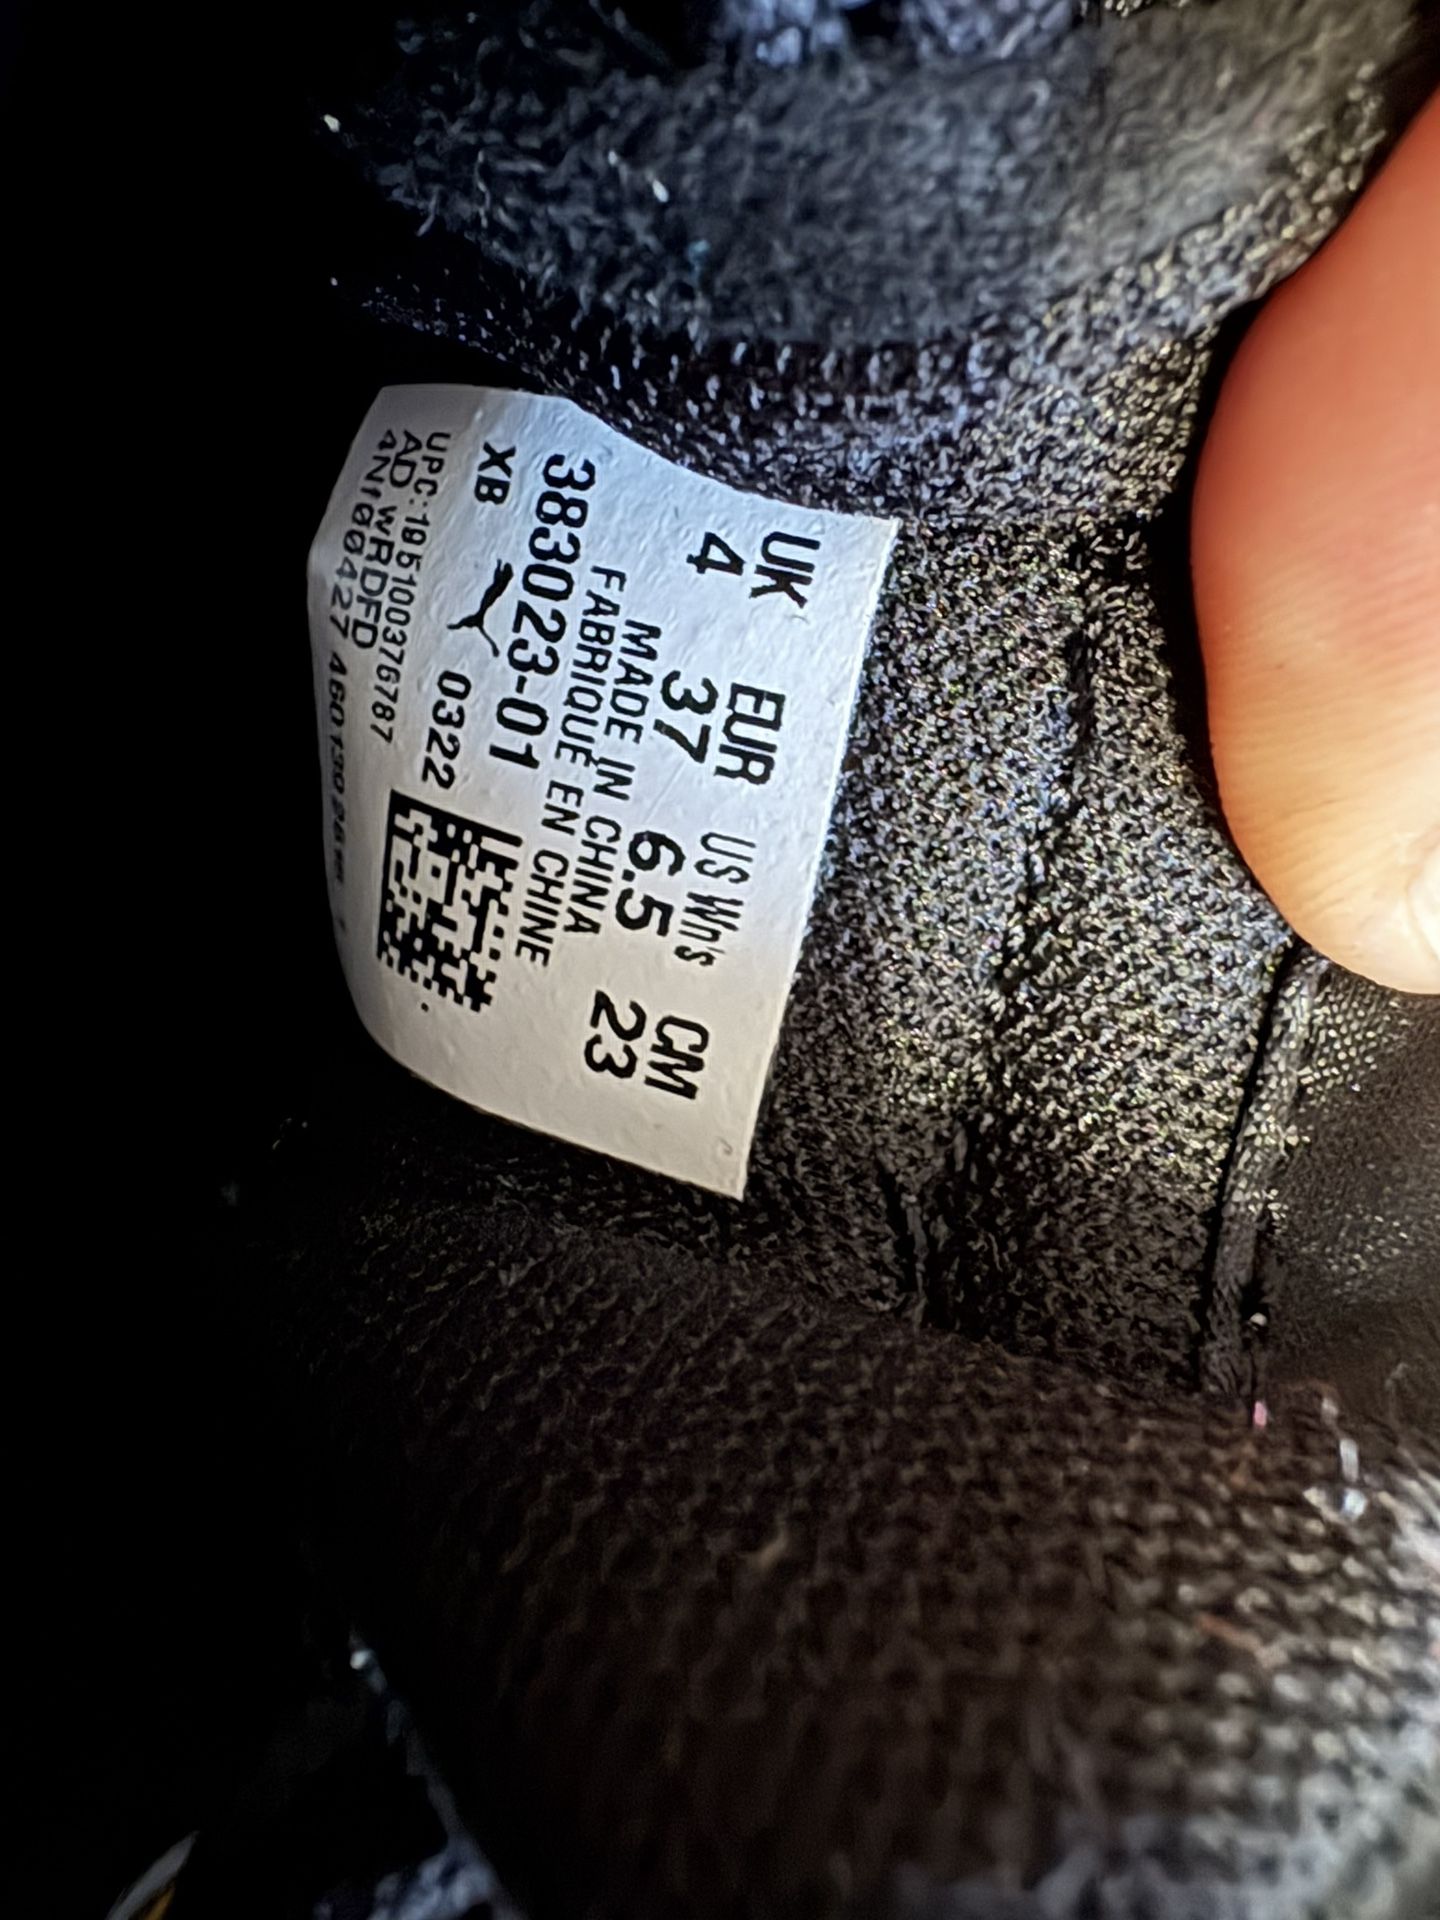 UK EUR US Wn's CM
4 37 6.5 23
MADE IN CHINA
FABRIQUE EN CHINE
383023-01
XB 0322
UPC:195100376787
AD wRDFD
4N100427